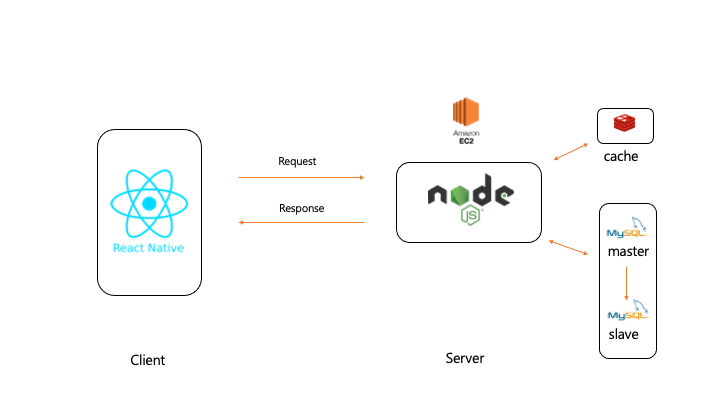 Amazon
EC2
Request
Response
React Native
node
JS
cache
MySQL
master
MySQL
slave
Client
Server